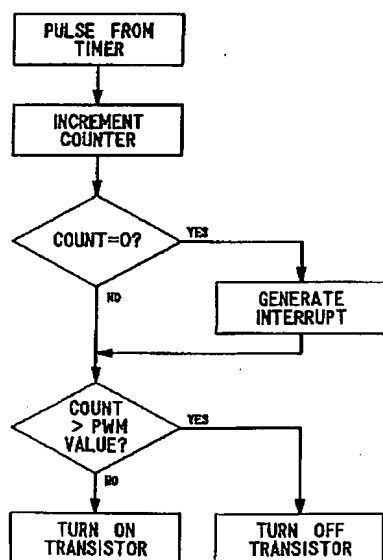 PULSE FROM
TIMER
INCREMENT
COUNTER
COUNT=0?
YES
NO
GENERATE
INTERRUPT
COUNT
> PWM
VALUE?
YES
NO
TURN ON
TRANSISTOR
TURN OFF
TRANSISTOR